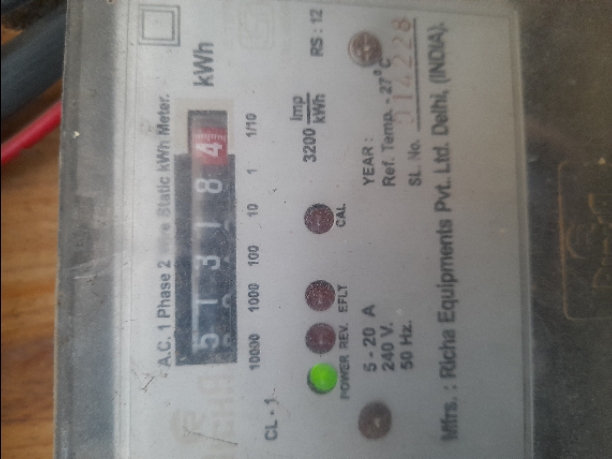 A.C. 1 Phase 2 Wire Static kWh Meter.
5 1 3 1 8 4 kWh
10000 1000 100 10 1 1/10
CL - 1
POWER REV. EFLT CAL
3200 Imp/kWh
RS : 12
5 - 20 A
240 V.
50 Hz.
YEAR :
Ref. Temp. - 27°C
SL. No.
Mfrs. : Richa Equipments Pvt. Ltd. Delhi, (INDIA).